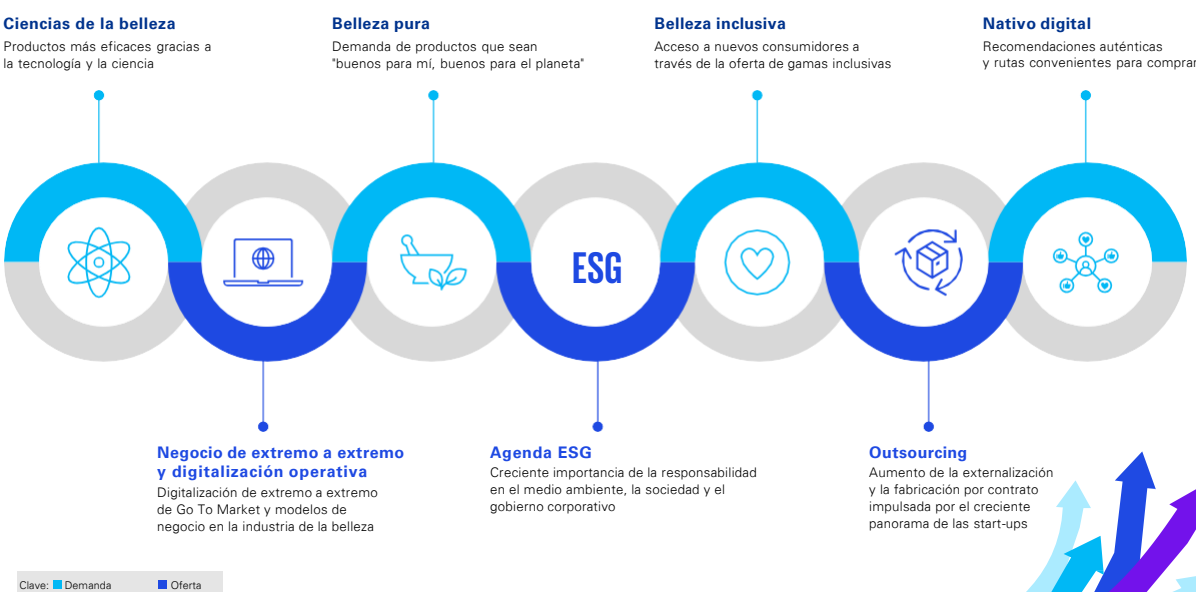 Ciencias de la belleza
Productos más eficaces gracias a
la tecnología y la ciencia
Belleza pura
Demanda de productos que sean
"buenos para mí, buenos para el planeta"
Belleza inclusiva
Acceso a nuevos consumidores a
través de la oferta de gamas inclusivas
Nativo digital
Recomendaciones auténticas
y rutas convenientes para comprar
ESG
Negocio de extremo a extremo
y digitalización operativa
Digitalización de extremo a extremo
de Go To Market y modelos de
negocio en la industria de la belleza
Agenda ESG
Creciente importancia de la responsabilidad
en el medio ambiente, la sociedad y el
gobierno corporativo
Outsourcing
Aumento de la externalización
y la fabricación por contrato
impulsada por el creciente
panorama de las start-ups
Clave: Demanda Oferta